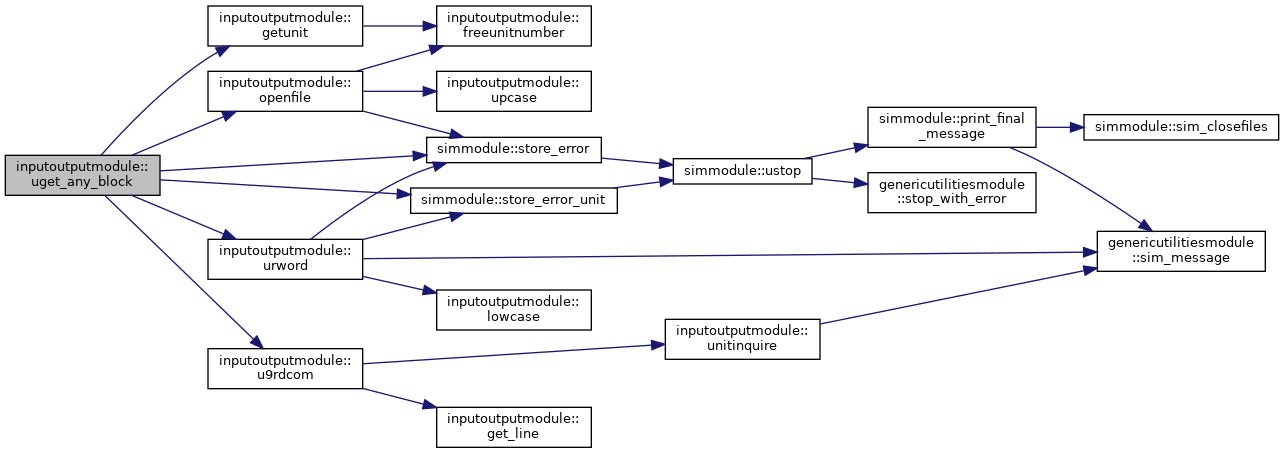 inputoutputmodule::
uget_any_block
inputoutputmodule::
getunit
inputoutputmodule::
openfile
inputoutputmodule::
urword
inputoutputmodule::
u9rdcom
inputoutputmodule::
freeunitnumber
inputoutputmodule::
upcase
simmodule::store_error
simmodule::store_error_unit
inputoutputmodule::
lowcase
inputoutputmodule::
get_line
simmodule::ustop
inputoutputmodule::
unitinquire
simmodule::print_final
_message
genericutilitiesmodule
::stop_with_error
simmodule::sim_closefiles
genericutilitiesmodule
::sim_message